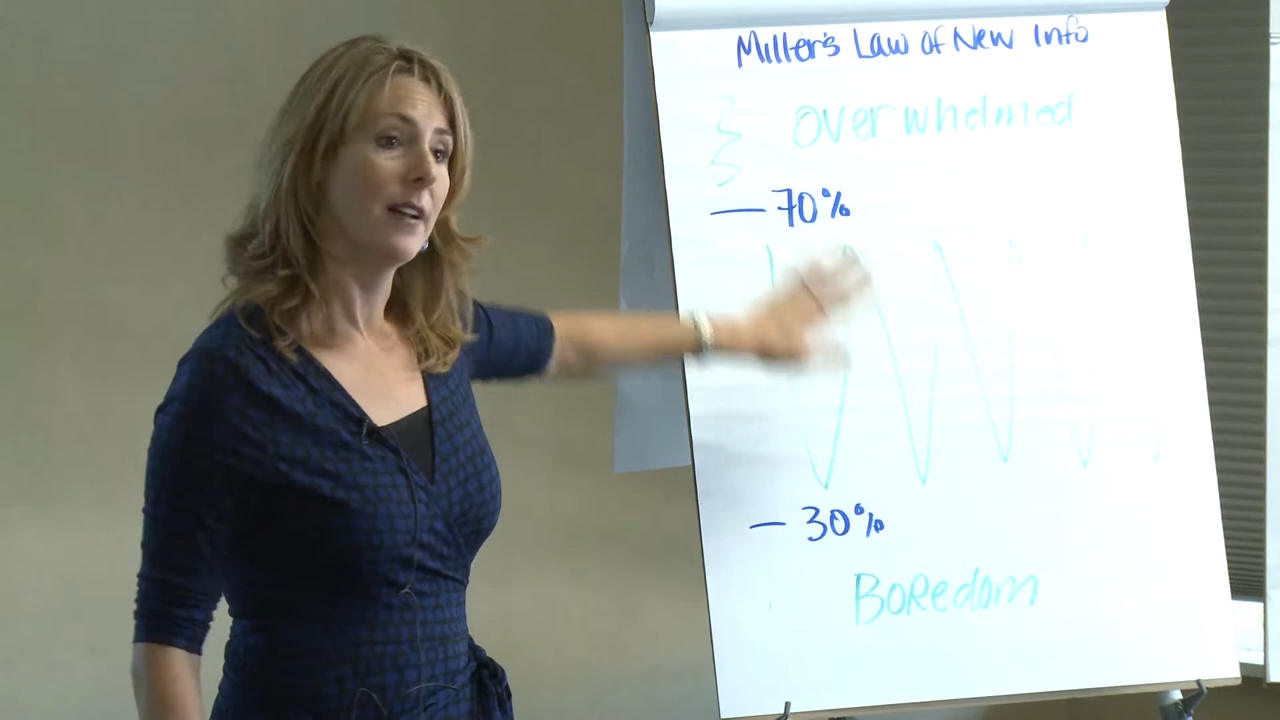 Miller's Law of New Info
Overwhelmed
— 70%
— 30%
Boredom